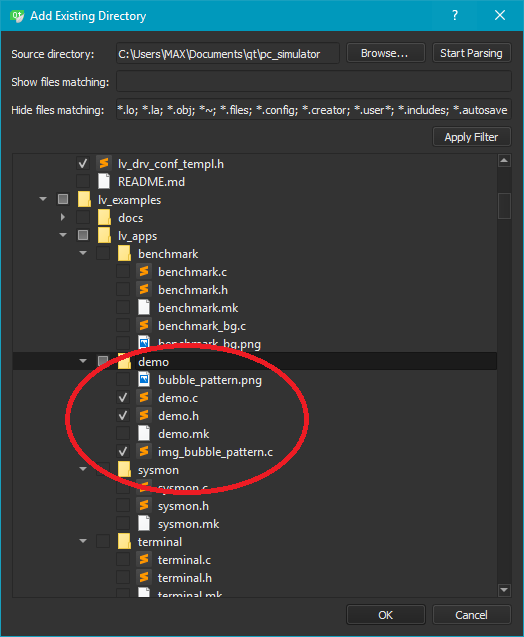 Add Existing Directory
Source directory: C:\Users\MAX\Documents\qt\pc_simulator Browse... Start Parsing
Show files matching:
Hide files matching: *.lo; *.la; *.obj; *~; *.files; *.config; *.creator; *.user*; *.includes; *.autosave
Apply Filter
lv_drv_conf_templ.h
README.md
lv_examples
docs
lv_apps
benchmark
benchmark.c
benchmark.h
benchmark.mk
benchmark_bg.c
benchmark_bg.png
demo
bubble_pattern.png
demo.c
demo.h
demo.mk
img_bubble_pattern.c
sysmon
sysmon.c
sysmon.h
sysmon.mk
terminal
terminal.c
terminal.h
terminal.mk
OK Cancel